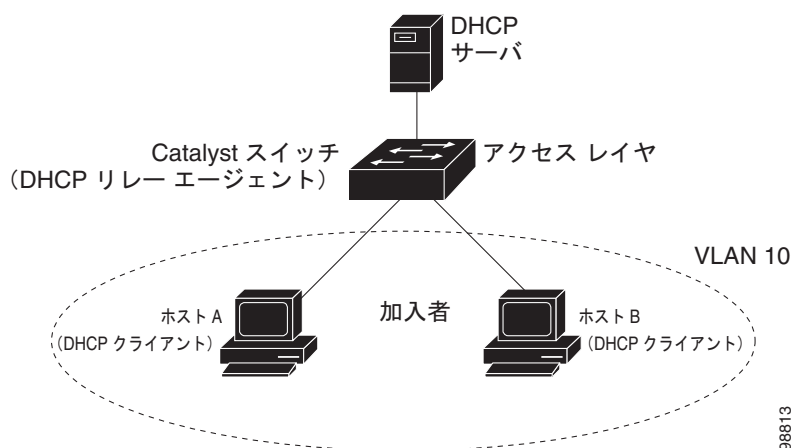 DHCP
サーバ
Catalyst スイッチ
（DHCP リレー エージェント）
アクセス レイヤ
VLAN 10
ホスト A
（DHCP クライアント）
加入者
ホスト B
（DHCP クライアント）
98813